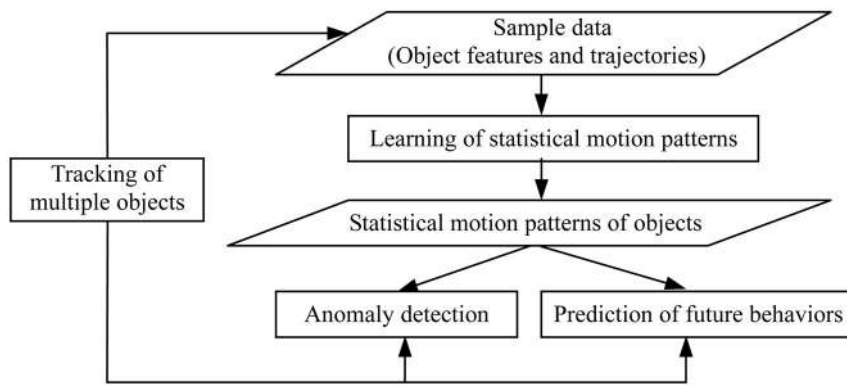 Sample data
(Object features and trajectories)
Learning of statistical motion patterns
Tracking of
multiple objects
Statistical motion patterns of objects
Anomaly detection
Prediction of future behaviors